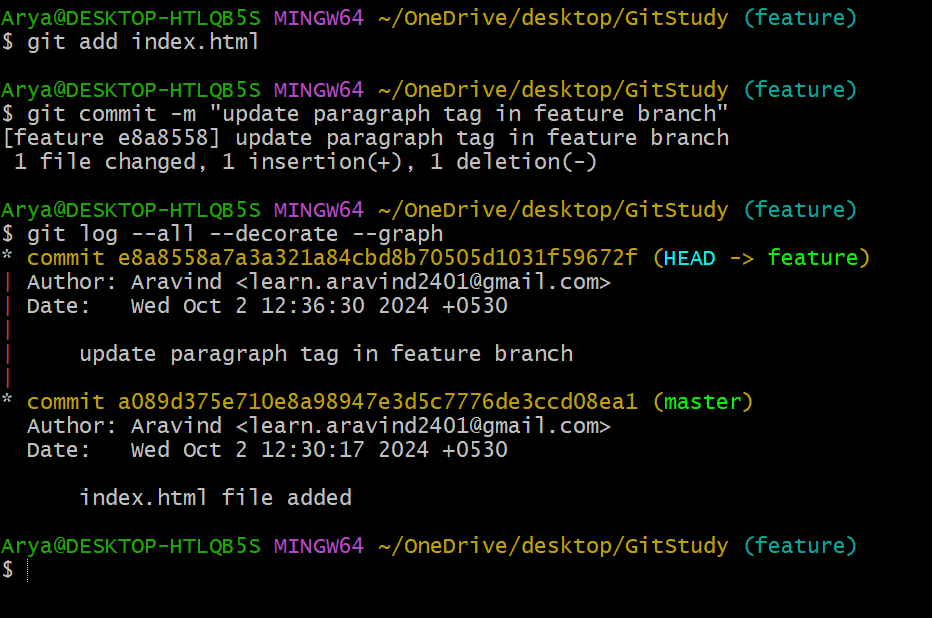 Arya@DESKTOP-HTLQB5S MINGW64 ~/OneDrive/desktop/GitStudy (feature)
$ git add index.html
Arya@DESKTOP-HTLQB5S MINGW64 ~/OneDrive/desktop/GitStudy (feature)
$ git commit -m "update paragraph tag in feature branch"
[feature e8a8558] update paragraph tag in feature branch
 1 file changed, 1 insertion(+), 1 deletion(-)
Arya@DESKTOP-HTLQB5S MINGW64 ~/OneDrive/desktop/GitStudy (feature)
$ git log --all --decorate --graph
* commit e8a8558a7a3a321a84cbd8b70505d1031f59672f (HEAD -> feature)
| Author: Aravind <learn.aravind2401@gmail.com>
| Date:   Wed Oct 2 12:36:30 2024 +0530
|
|     update paragraph tag in feature branch
|
* commit a089d375e710e8a98947e3d5c7776de3ccd08ea1 (master)
  Author: Aravind <learn.aravind2401@gmail.com>
  Date:   Wed Oct 2 12:30:17 2024 +0530
      index.html file added
Arya@DESKTOP-HTLQB5S MINGW64 ~/OneDrive/desktop/GitStudy (feature)
$